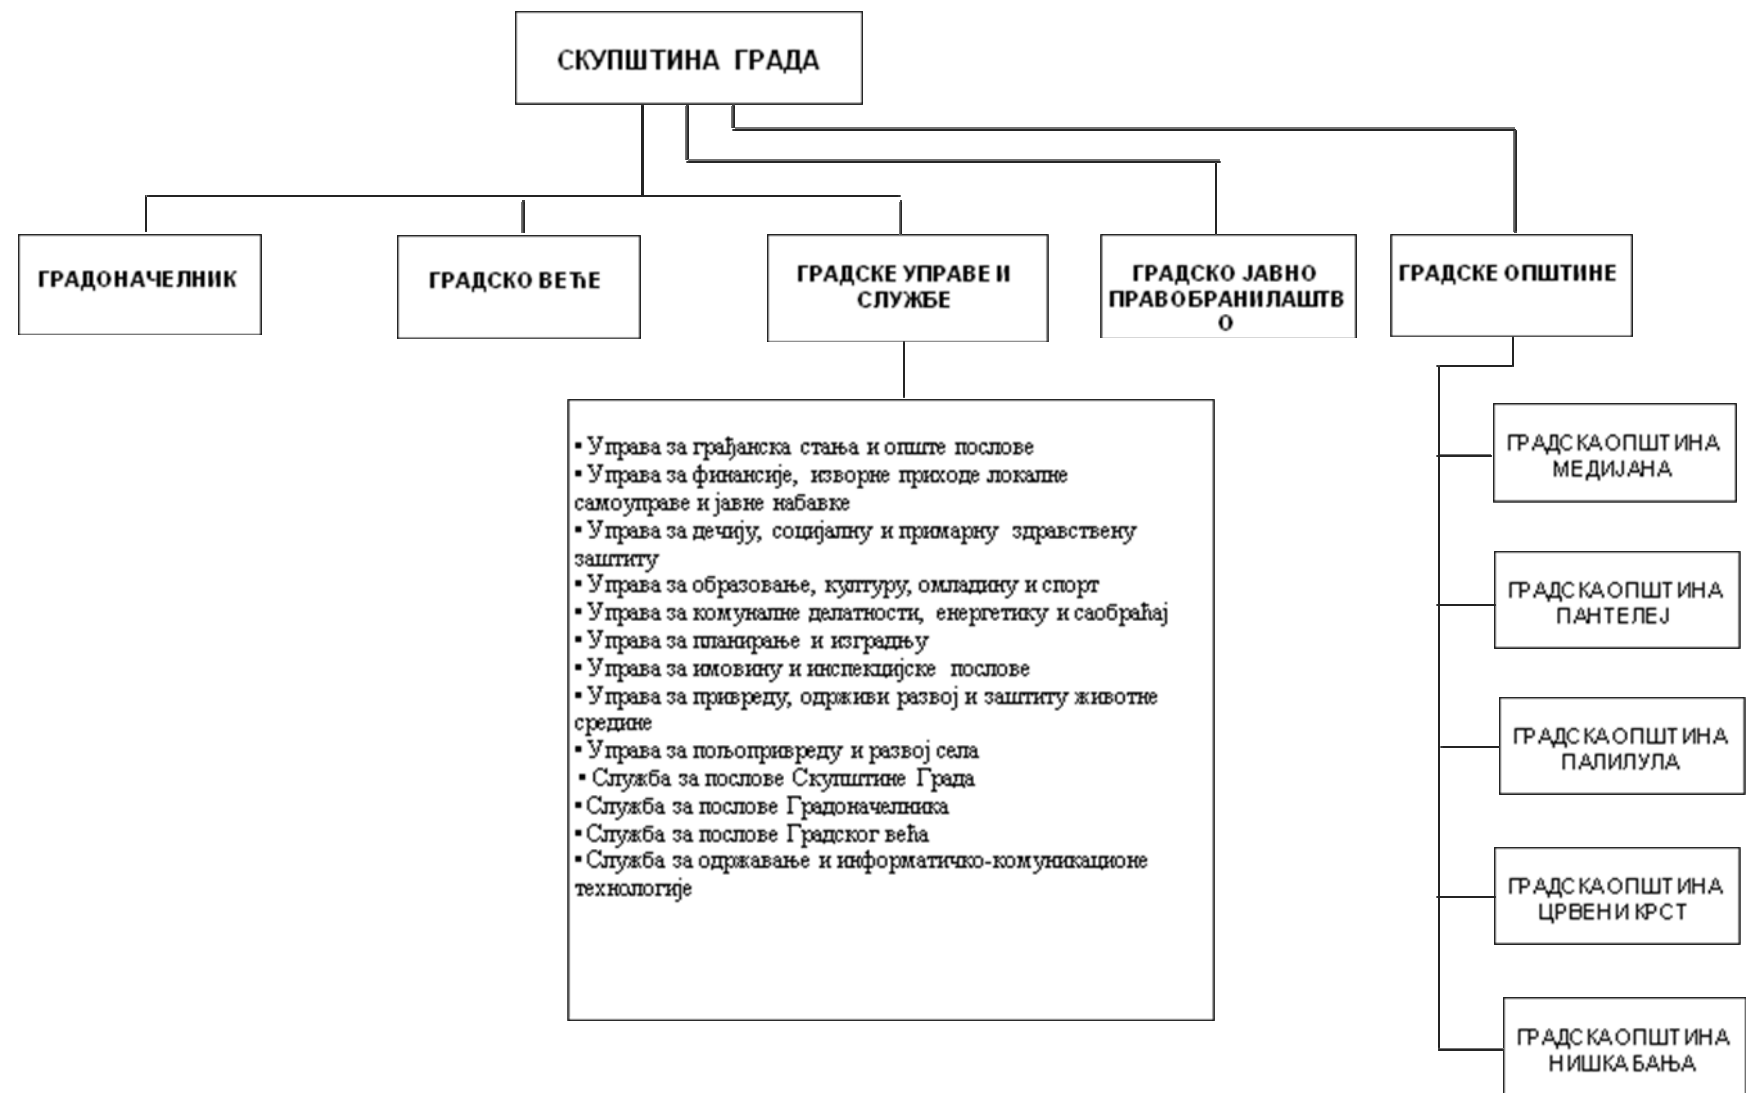 СКУПШТИНА ГРАДА
ГРАДОНАЧЕЛНИК
ГРАДСКО ВЕЋЕ
ГРАДСКЕ УПРАВЕ И
СЛУЖБЕ
ГРАДСКО ЈАВНО
ПРАВОБРАНИЛАШТВ
О
ГРАДСКЕ ОПШТИНЕ
▪ Управа за грађанска стања и опште послове
▪ Управа за финансије, изворне приходе локалне
самоуправе и јавне набавке
▪ Управа за дечију, социјалну и примарну здравствену
заштиту
▪ Управа за образовање, културу, омладину и спорт
▪ Управа за комуналне делатности, енергетику и саобраћај
▪ Управа за планирање и изградњу
▪ Управа за имовину и инспекцијске послове
▪ Управа за привреду, одрживи развој и заштиту животне
средине
▪ Управа за пољопривреду и развој села
▪ Служба за послове Скупштине Града
▪ Служба за послове Градоначелника
▪ Служба за послове Градског већа
▪ Служба за одржавање и информатичко-комуникационе
технологије
ГРАДСКА ОПШТИНА
МЕДИЈАНА
ГРАДСКА ОПШТИНА
ПАНТЕЛЕЈ
ГРАДСКА ОПШТИНА
ПАЛИЛУЛА
ГРАДСКА ОПШТИНА
ЦРВЕНИ КРСТ
ГРАДСКА ОПШТИНА
НИШКА БАЊА